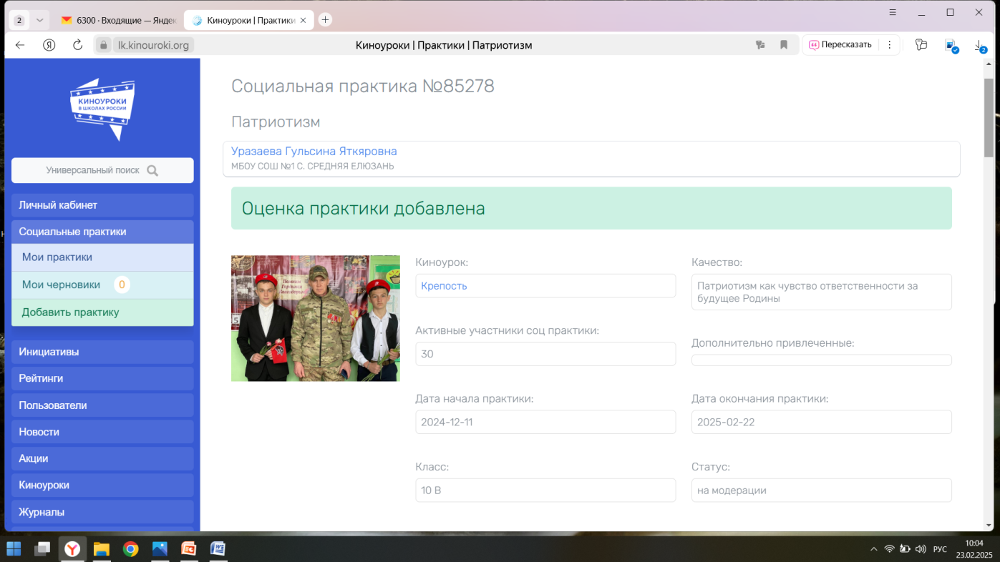 2
6300 · Входящие — Яндек
Киноуроки | Практики
lk.kinouroki.org
Киноуроки | Практики | Патриотизм
Пересказать
2
КИНОУРОКИ
В ШКОЛАХ РОССИИ
Универсальный поиск
Личный кабинет
Социальные практики
Мои практики
Мои черновики 0
Добавить практику
Инициативы
Рейтинги
Пользователи
Новости
Акции
Киноуроки
Журналы
Социальная практика №85278
Патриотизм
Уразаева Гульсина Яткяровна
МБОУ СОШ №1 С. СРЕДНЯЯ ЕЛЮЗАНЬ
Оценка практики добавлена
Киноурок:
Крепость
Качество:
Патриотизм как чувство ответственности за
будущее Родины
Активные участники соц практики:
30
Дополнительно привлеченные:
Дата начала практики:
2024-12-11
Дата окончания практики:
2025-02-22
Класс:
10 В
Статус:
на модерации
РУС
10:04
23.02.2025